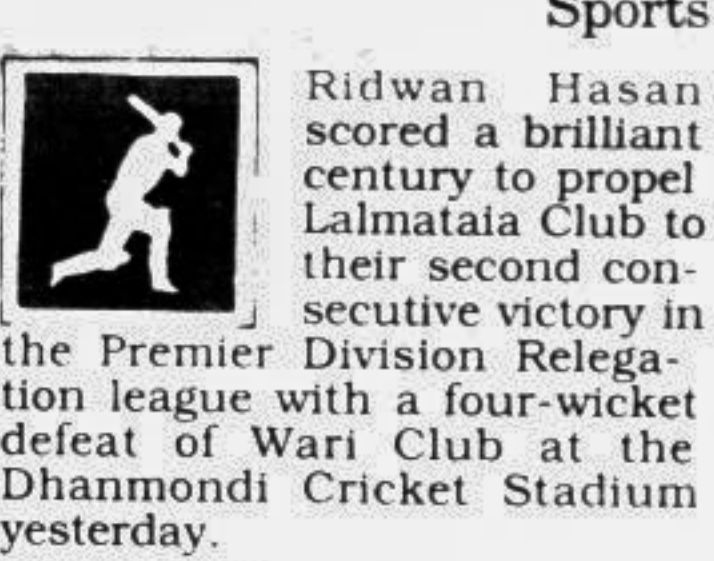 Sports
Ridwan Hasan
scored a brilliant
century to propel
Lalmataia Club to
their second con-
secutive victory in
the Premier Division Relega-
tion league with a four-wicket
defeat of Wari Club at the
Dhanmondi Cricket Stadium
yesterday.